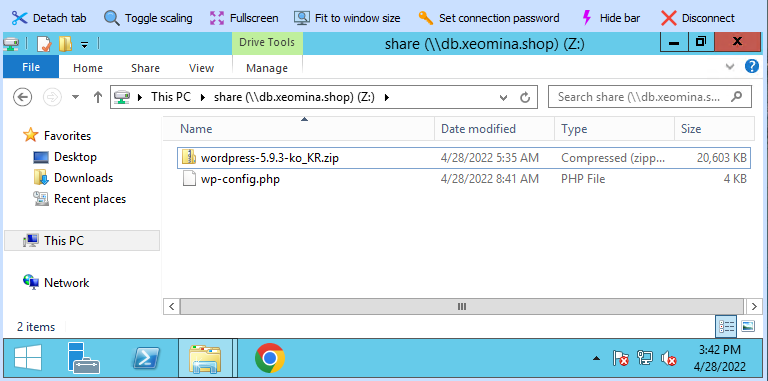 Detach tab Toggle scaling Fullscreen Fit to window size Set connection password Hide bar Disconnect
Drive Tools share (\\db.xeomina.shop) (Z:)
File Home Share View Manage
This PC share (\\db.xeomina.shop) (Z:) Search share (\\db.xeomina.s...
Favorites
Desktop
Downloads
Recent places
This PC
Network
Name Date modified Type Size
wordpress-5.9.3-ko_KR.zip 4/28/2022 5:35 AM Compressed (zipp... 20,603 KB
wp-config.php 4/28/2022 8:41 AM PHP File 4 KB
2 items
3:42 PM
4/28/2022